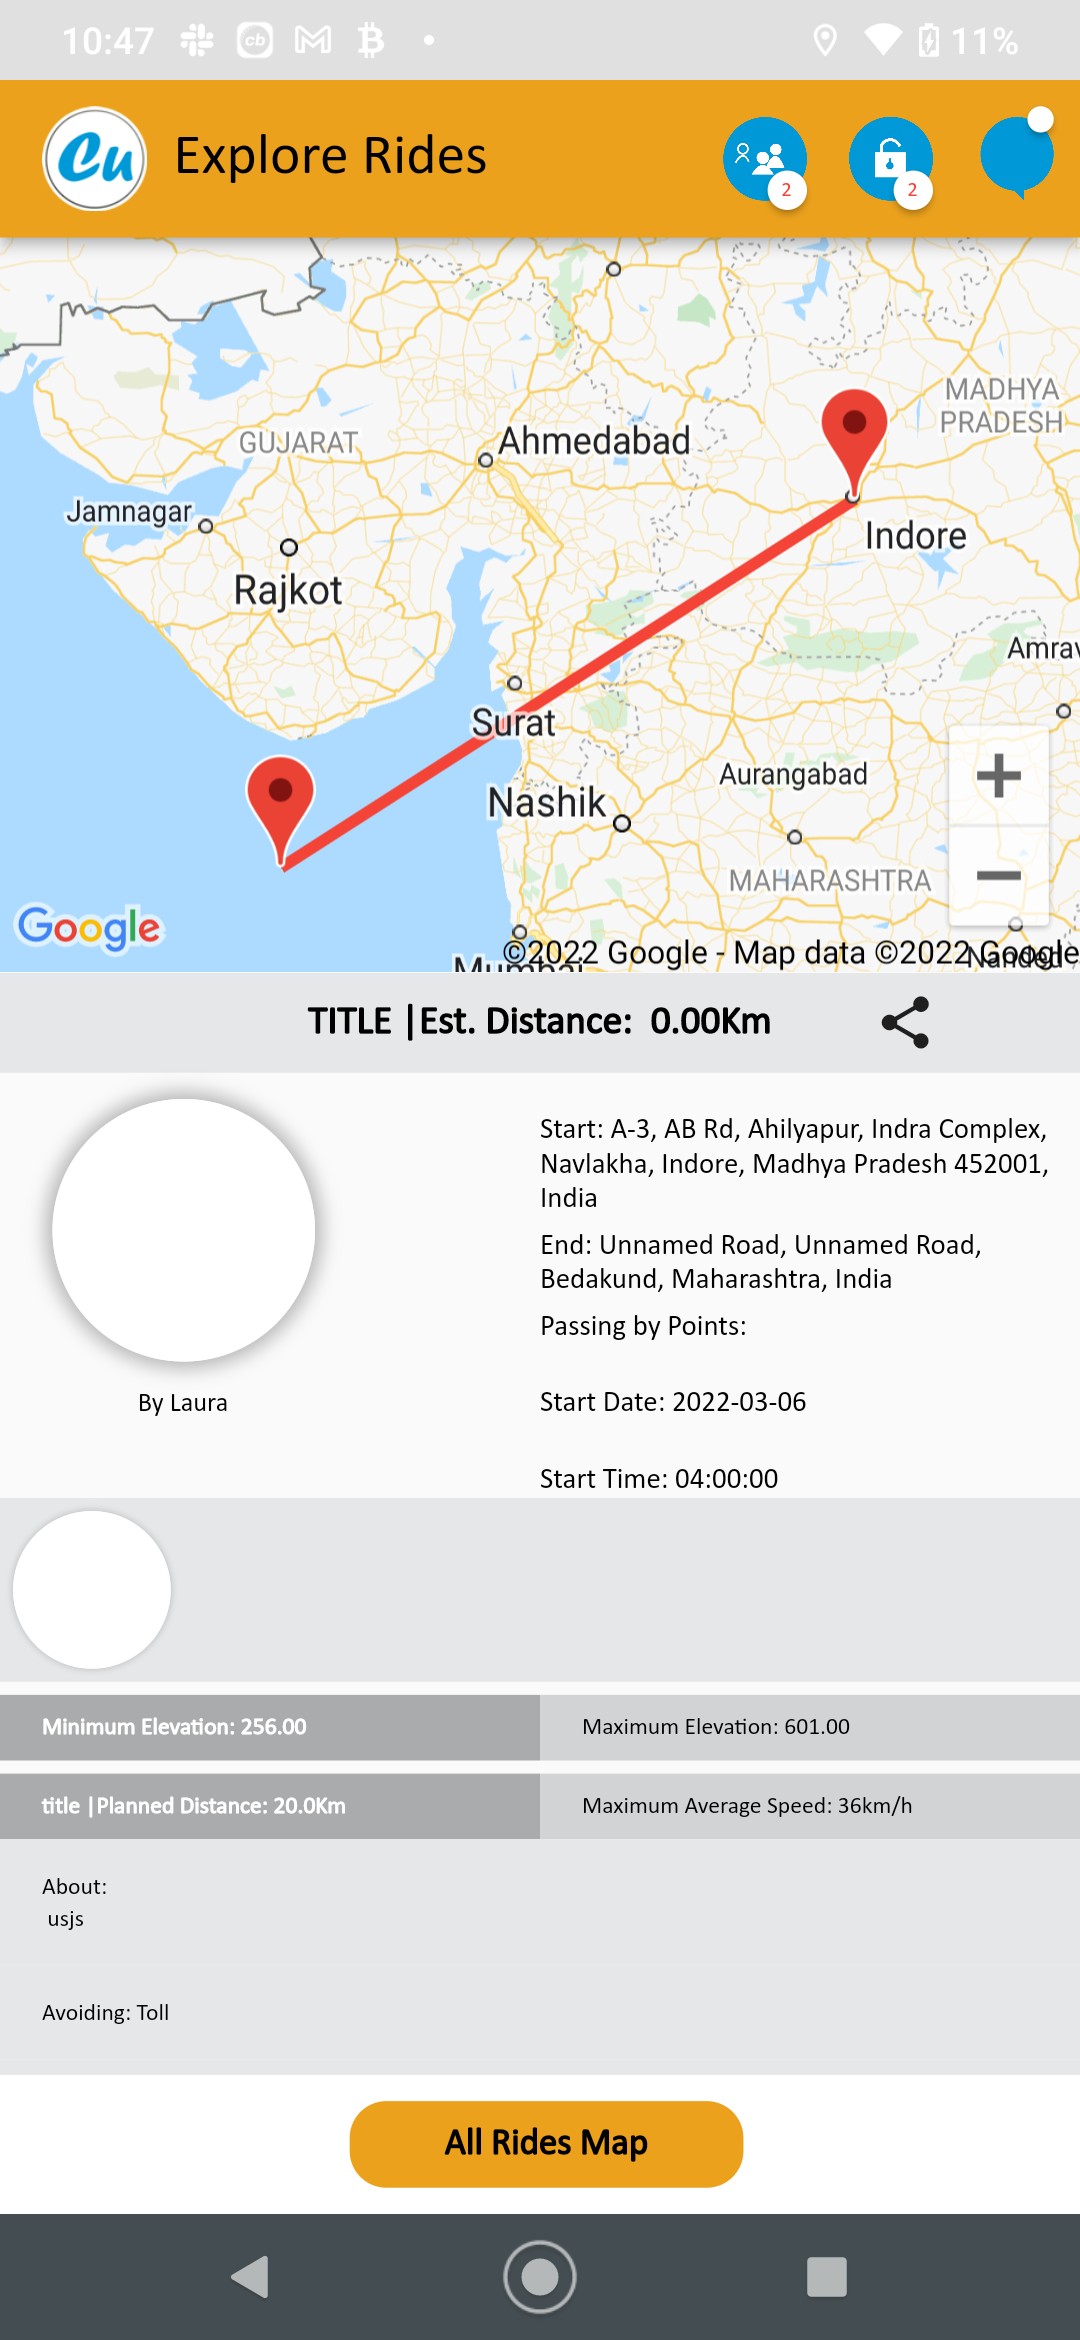 10:47
cb
11%
Cu
Explore Rides
2
2
MADHYA
PRADESH
GUJARAT
Ahmedabad
Jamnagar
Indore
Rajkot
Surat
Aurangabad
Nashik
MAHARASHTRA
Google
©2022 Google - Map data ©2022 Google
Mumbai
Nanded
TITLE |Est. Distance: 0.00Km
Start: A-3, AB Rd, Ahilyapur, Indra Complex,
Navlakha, Indore, Madhya Pradesh 452001,
India
End: Unnamed Road, Unnamed Road,
Bedakund, Maharashtra, India
Passing by Points:
By Laura
Start Date: 2022-03-06
Start Time: 04:00:00
Minimum Elevation: 256.00
Maximum Elevation: 601.00
title |Planned Distance: 20.0Km
Maximum Average Speed: 36km/h
About:
usjs
Avoiding: Toll
All Rides Map